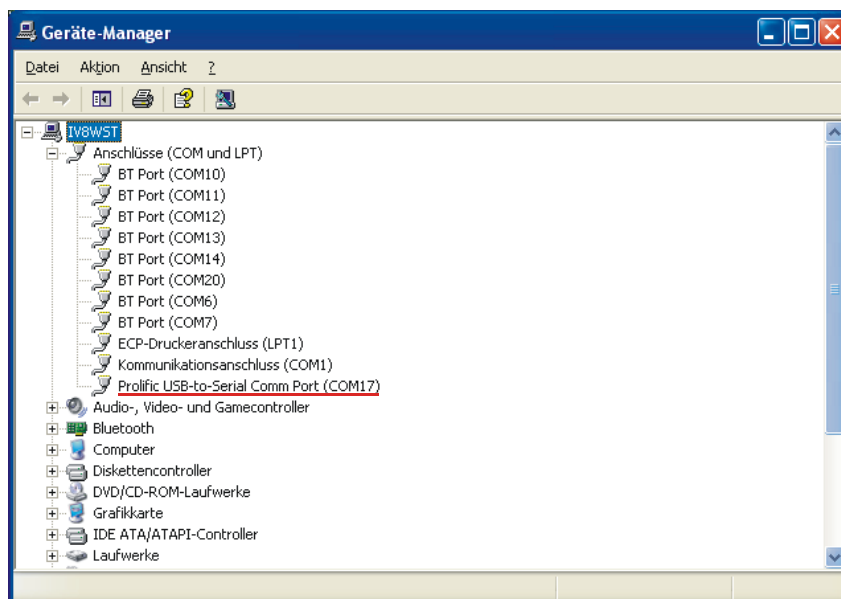 Geräte-Manager
Datei Aktion Ansicht ?
IV8WST
Anschlüsse (COM und LPT)
BT Port (COM10)
BT Port (COM11)
BT Port (COM12)
BT Port (COM13)
BT Port (COM14)
BT Port (COM20)
BT Port (COM6)
BT Port (COM7)
ECP-Druckeranschluss (LPT1)
Kommunikationsanschluss (COM1)
Prolific USB-to-Serial Comm Port (COM17)
Audio-, Video- und Gamecontroller
Bluetooth
Computer
Diskettencontroller
DVD/CD-ROM-Laufwerke
Grafikkarte
IDE ATA/ATAPI-Controller
Laufwerke